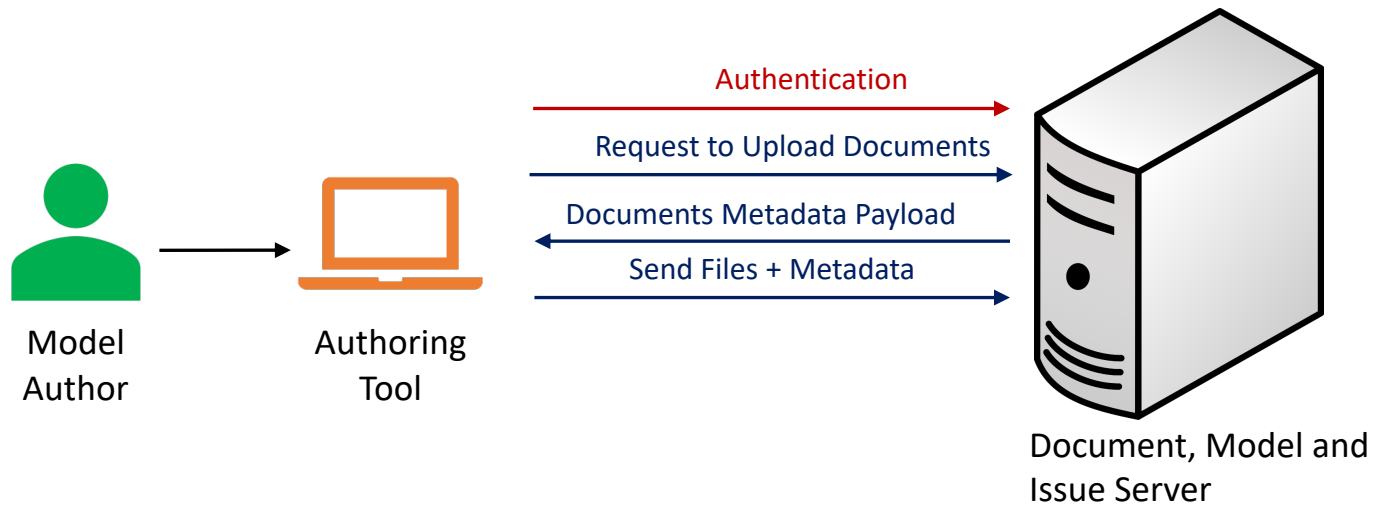 Authentication
Request to Upload Documents
Documents Metadata Payload
Send Files + Metadata
Model
Author
Authoring
Tool
Document, Model and
Issue Server